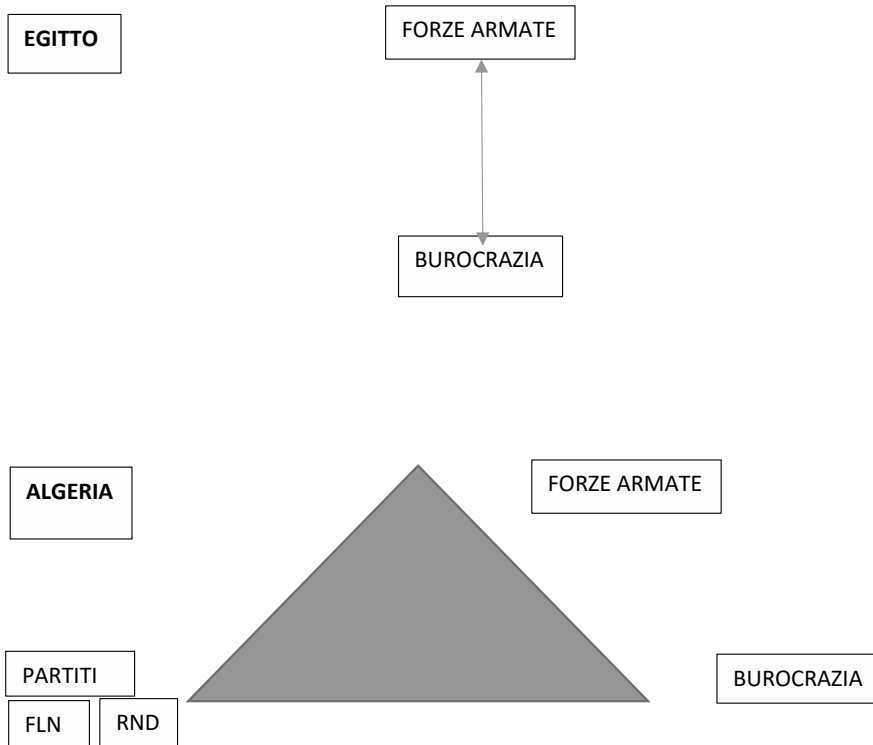 EGITTO
FORZE ARMATE
BUROCRAZIA
ALGERIA
FORZE ARMATE
PARTITI
BUROCRAZIA
FLN
RND